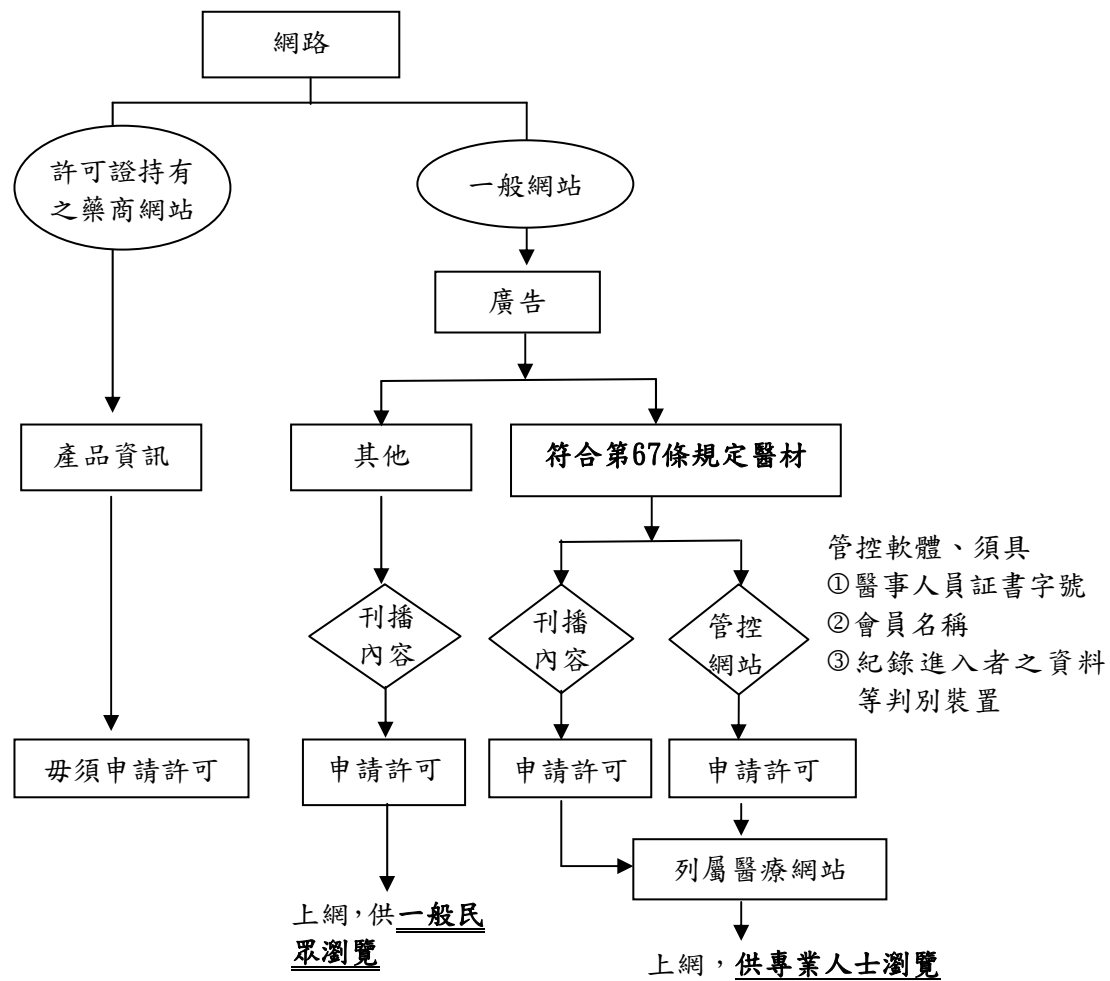 網路
許可證持有
之藥商網站
一般網站
廣告
產品資訊
其他
符合第67條規定醫材
管控軟體、須具
①醫事人員証書字號
②會員名稱
③紀錄進入者之資料
等判別裝置
刊播
內容
刊播
內容
管控
網站
毋須申請許可
申請許可
申請許可
申請許可
列屬醫療網站
上網,供一般民
眾瀏覽
上網,供專業人士瀏覽